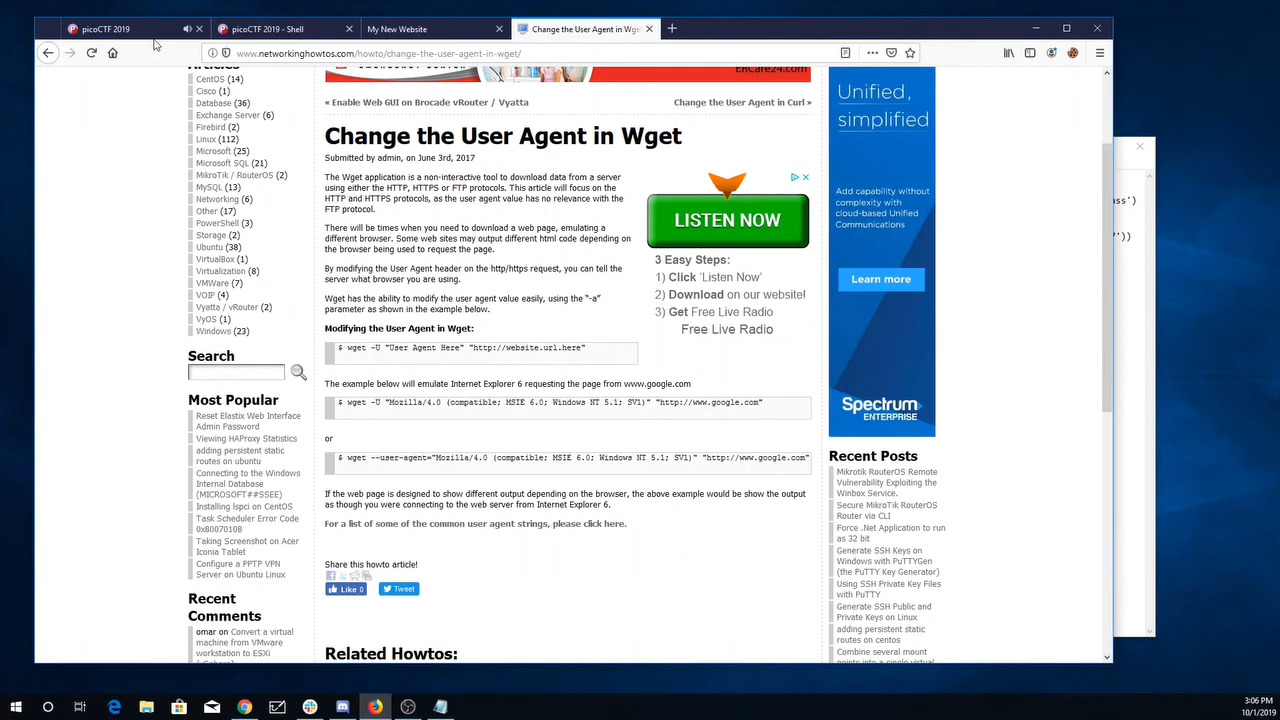 picoCTF 2019
picoCTF 2019 - Shell
My New Website
Change the User Agent in Wge
www.networkinghowtos.com/howto/change-the-user-agent-in-wget/
CentOS (14)
Cisco (1)
Database (36)
Exchange Server (6)
Firebird (2)
Linux (112)
Microsoft (25)
Microsoft SQL (21)
MikroTik / RouterOS (2)
MySQL (13)
Networking (6)
Other (17)
PowerShell (3)
Storage (2)
Ubuntu (38)
VirtualBox (1)
Virtualization (8)
VMWare (7)
VOIP (4)
Vyatta / vRouter (2)
VyOS (1)
Windows (23)
Search
Most Popular
Reset Elastix Web Interface
Admin Password
Viewing HAProxy Statistics
adding persistent static
routes on ubuntu
Connecting to the Windows
Internal Database
(MICROSOFT##SSEE)
Installing lspci on CentOS
Task Scheduler Error Code
0x8007010B
Taking Screenshot on Acer
Iconia Tablet
Configure a PPTP VPN
Server on Ubuntu Linux
Recent
Comments
omar on Convert a virtual
machine from VMware
workstation to ESXi
ERCare24.com
« Enable Web GUI on Brocade vRouter / Vyatta
Change the User Agent in Curl »
Change the User Agent in Wget
Submitted by admin, on June 3rd, 2017
The Wget application is a non-interactive tool to download data from a server
using either the HTTP, HTTPS or FTP protocols. This article will focus on the
HTTP and HTTPS protocols, as the user agent value has no relevance with the
FTP protocol.
There will be times when you need to download a web page, emulating a
different browser. Some web sites may output different html code depending on
the browser being used to request the page.
By modifying the User Agent header on the http/https request, you can tell the
server what browser you are using.
Wget has the ability to modify the user agent value easily, using the "-a"
parameter as shown in the example below.
Modifying the User Agent in Wget:
$ wget -U "User Agent Here" "http://website.url.here"
The example below will emulate Internet Explorer 6 requesting the page from www.google.com
$ wget -U "Mozilla/4.0 (compatible; MSIE 6.0; Windows NT 5.1; SV1)" "http://www.google.com"
or
$ wget --user-agent="Mozilla/4.0 (compatible; MSIE 6.0; Windows NT 5.1; SV1)" "http://www.google.com"
If the web page is designed to show different output depending on the browser, the above example would be show the output
as though you were connecting to the web server from Internet Explorer 6.
For a list of some of the common user agent strings, please click here.
Share this howto article!
Like 0
Tweet
Related Howtos:
LISTEN NOW
3 Easy Steps:
1) Click 'Listen Now'
2) Download on our website!
3) Get Free Live Radio
Free Live Radio
Unified,
simplified
Add capability without
complexity with
cloud-based Unified
Communications
Learn more
Spectrum
ENTERPRISE
Recent Posts
Mikrotik RouterOS Remote
Vulnerability Exploiting the
Winbox Service.
Secure MikroTik RouterOS
Router via CLI
Force .Net Application to run
as 32 bit
Generate SSH Keys on
Windows with PuTTYGen
(the PuTTY Key Generator)
Using SSH Private Key Files
with PuTTY
Generate SSH Public and
Private Keys on Linux
adding persistent static
routes on centos
Combine several mount
ass')
'))
3:06 PM
10/1/2019